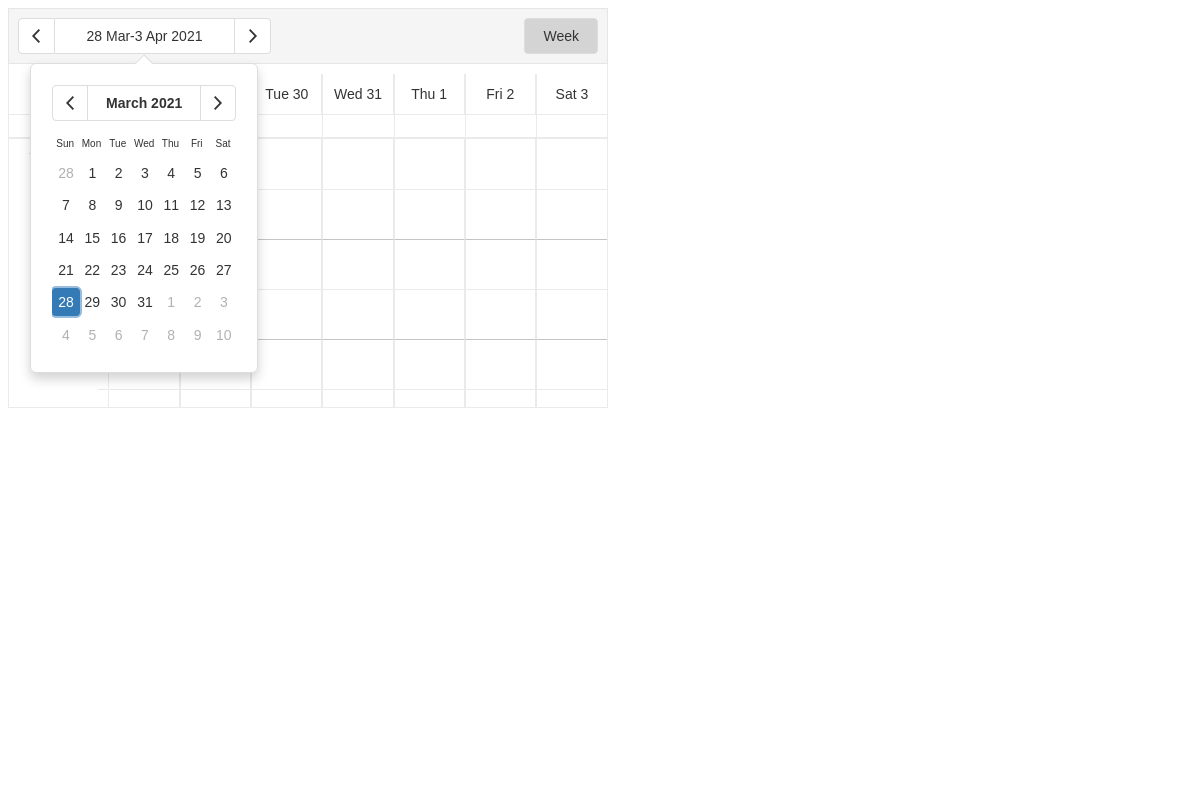 28 Mar-3 Apr 2021 Week
Tue 30 Wed 31 Thu 1 Fri 2 Sat 3
March 2021
Sun Mon Tue Wed Thu Fri Sat
28 1 2 3 4 5 6
7 8 9 10 11 12 13
14 15 16 17 18 19 20
21 22 23 24 25 26 27
28 29 30 31 1 2 3
4 5 6 7 8 9 10